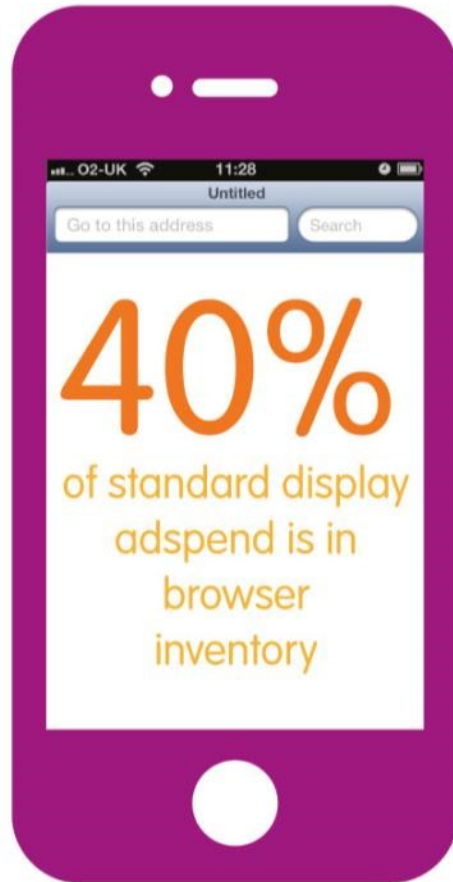 O2-UK 11:28
Untitled
Go to this address Search
40%
of standard display
adspend is in
browser
inventory